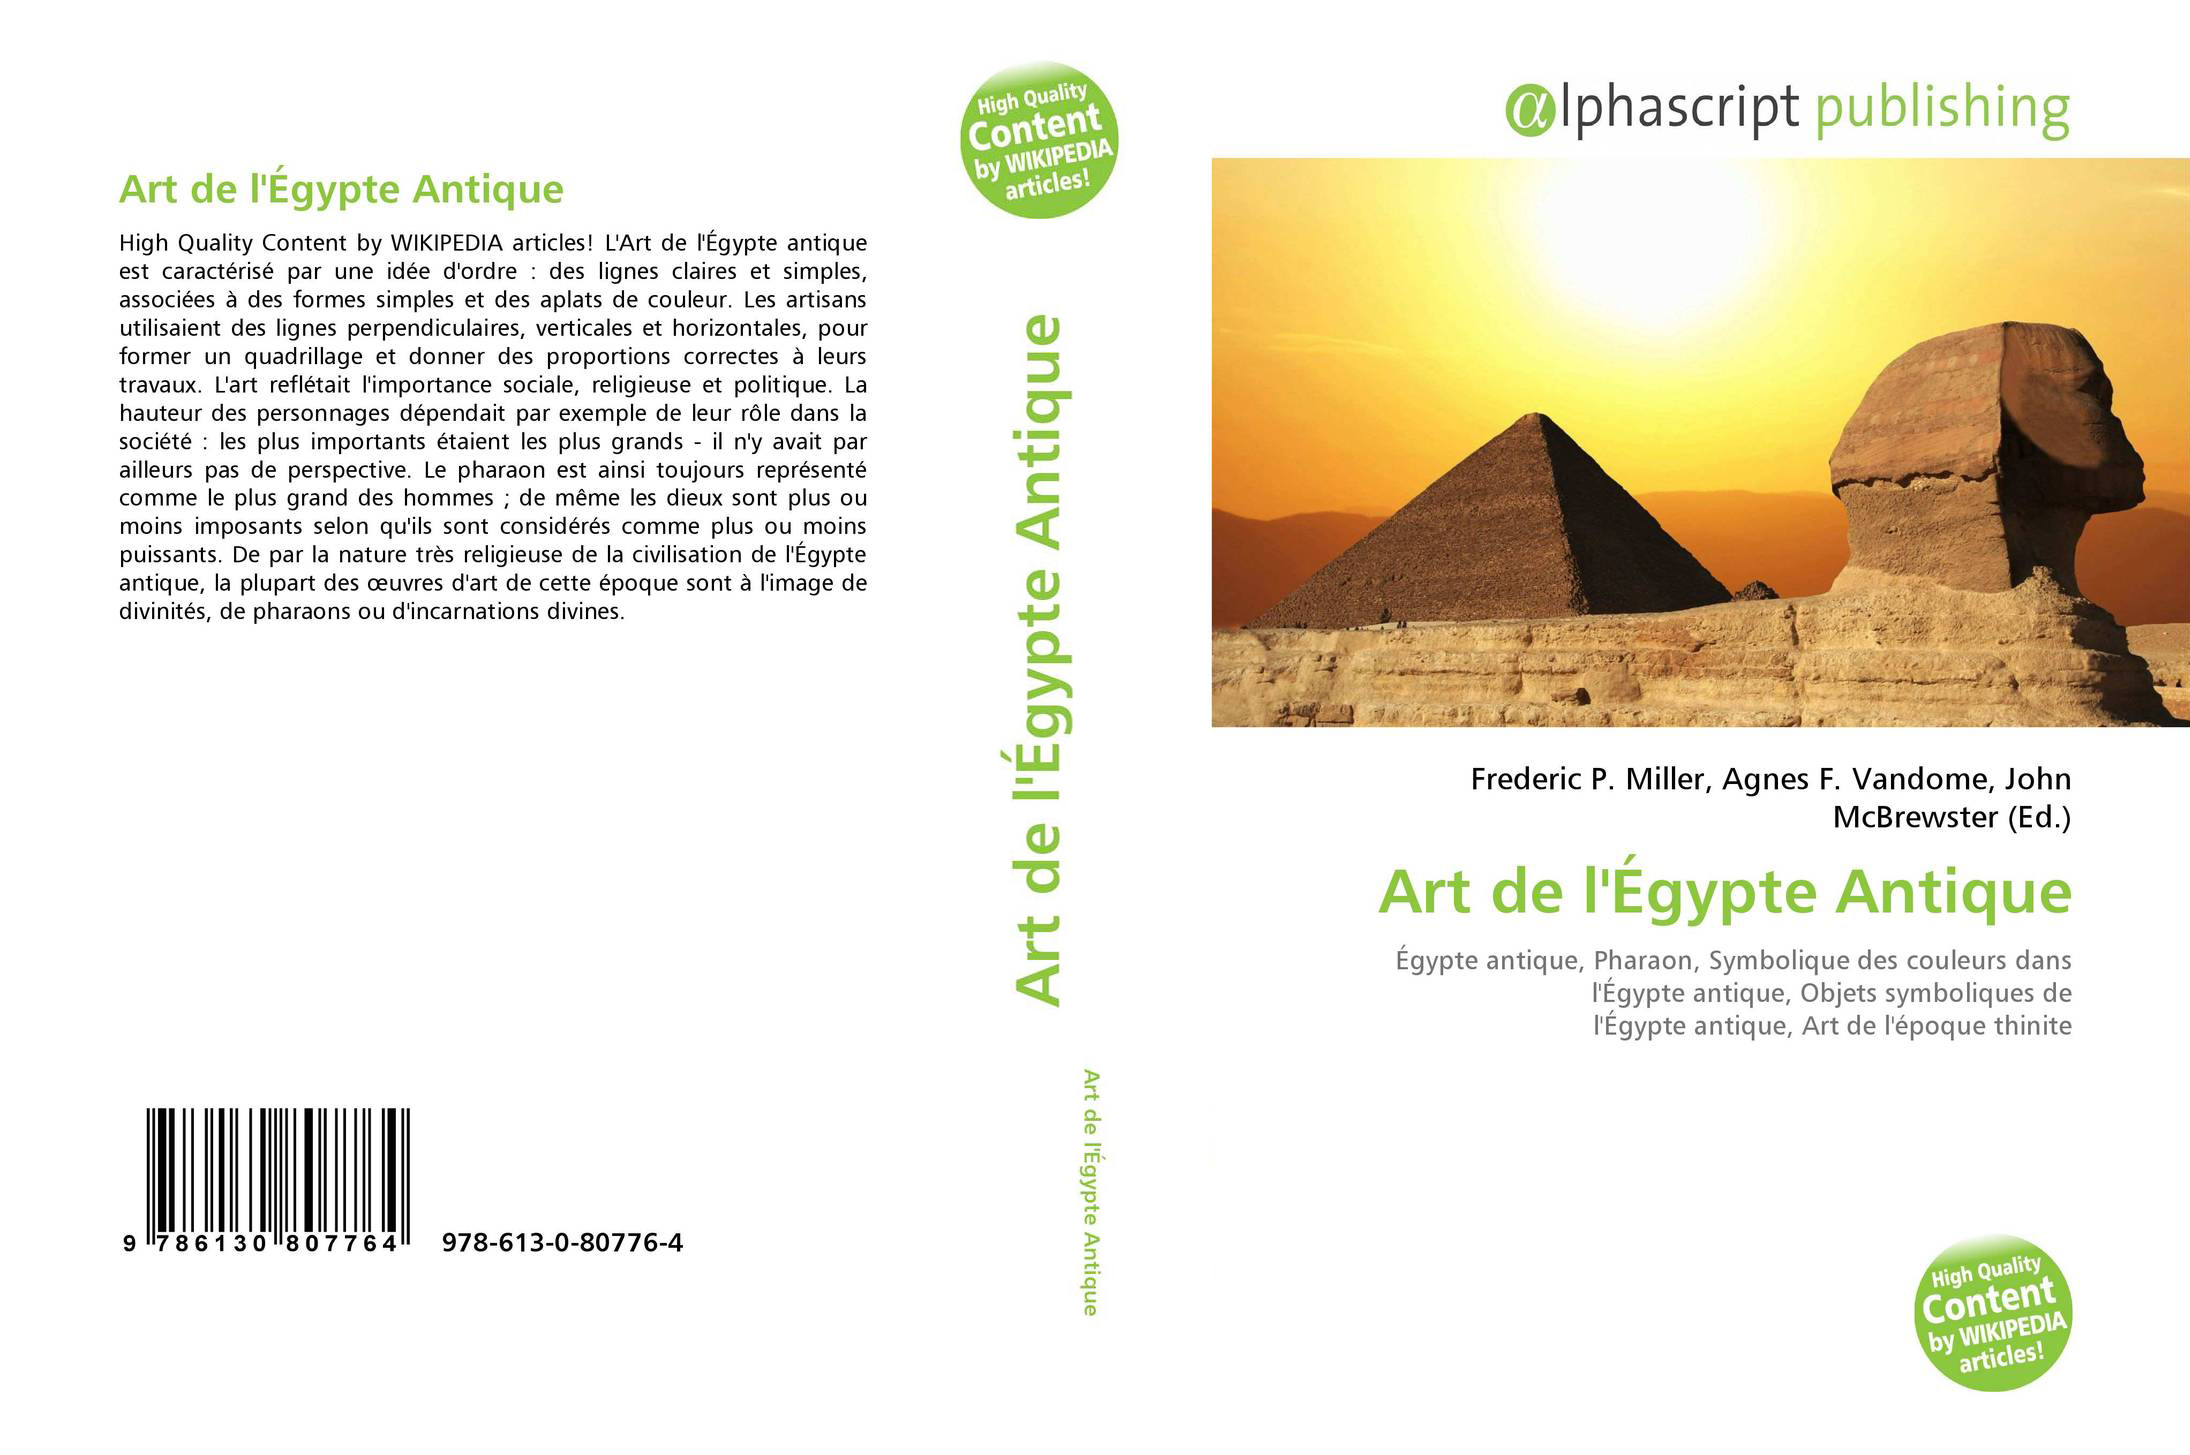 Art de l'Égypte Antique
High Quality Content by WIKIPEDIA articles! L'Art de l'Égypte antique
est caractérisé par une idée d'ordre : des lignes claires et simples,
associées à des formes simples et des aplats de couleur. Les artisans
utilisaient des lignes perpendiculaires, verticales et horizontales, pour
former un quadrillage et donner des proportions correctes à leurs
travaux. L'art reflétait l'importance sociale, religieuse et politique. La
hauteur des personnages dépendait par exemple de leur rôle dans la
société : les plus importants étaient les plus grands - il n'y avait par
ailleurs pas de perspective. Le pharaon est ainsi toujours représenté
comme le plus grand des hommes ; de même les dieux sont plus ou
moins imposants selon qu'ils sont considérés comme plus ou moins
puissants. De par la nature très religieuse de la civilisation de l'Égypte
antique, la plupart des œuvres d'art de cette époque sont à l'image de
divinités, de pharaons ou d'incarnations divines.
9 786130 807764
978-613-0-80776-4
High Quality
Content
by WIKIPEDIA
articles!
Art de l'Égypte Antique
Art de l'Égypte Antique
αlphascript publishing
Frederic P. Miller, Agnes F. Vandome, John
McBrewster (Ed.)
Art de l'Égypte Antique
Égypte antique, Pharaon, Symbolique des couleurs dans
l'Égypte antique, Objets symboliques de
l'Égypte antique, Art de l'époque thinite
High Quality
Content
by WIKIPEDIA
articles!